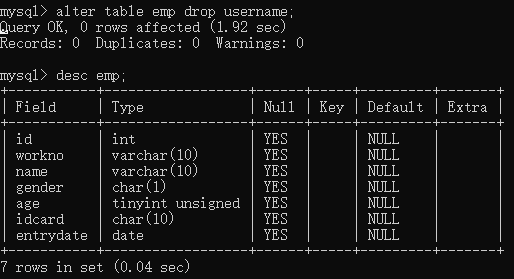 mysql> alter table emp drop username;
Query OK, 0 rows affected (1.92 sec)
Records: 0  Duplicates: 0  Warnings: 0
mysql> desc emp;
+-----------+------------------+------+-----+---------+-------+
| Field     | Type             | Null | Key | Default | Extra |
+-----------+------------------+------+-----+---------+-------+
| id        | int              | YES  |     | NULL    |       |
| workno    | varchar(10)      | YES  |     | NULL    |       |
| name      | varchar(10)      | YES  |     | NULL    |       |
| gender    | char(1)          | YES  |     | NULL    |       |
| age       | tinyint unsigned | YES  |     | NULL    |       |
| idcard    | char(10)         | YES  |     | NULL    |       |
| entrydate | date             | YES  |     | NULL    |       |
+-----------+------------------+------+-----+---------+-------+
7 rows in set (0.04 sec)